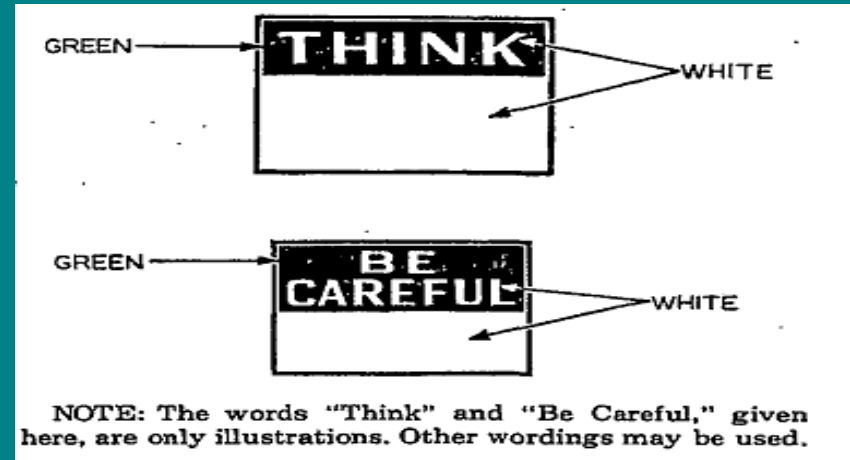 GREEN
THINK
WHITE
GREEN
BE
CAREFUL
WHITE
NOTE: The words "Think" and "Be Careful," given
here, are only illustrations. Other wordings may be used.